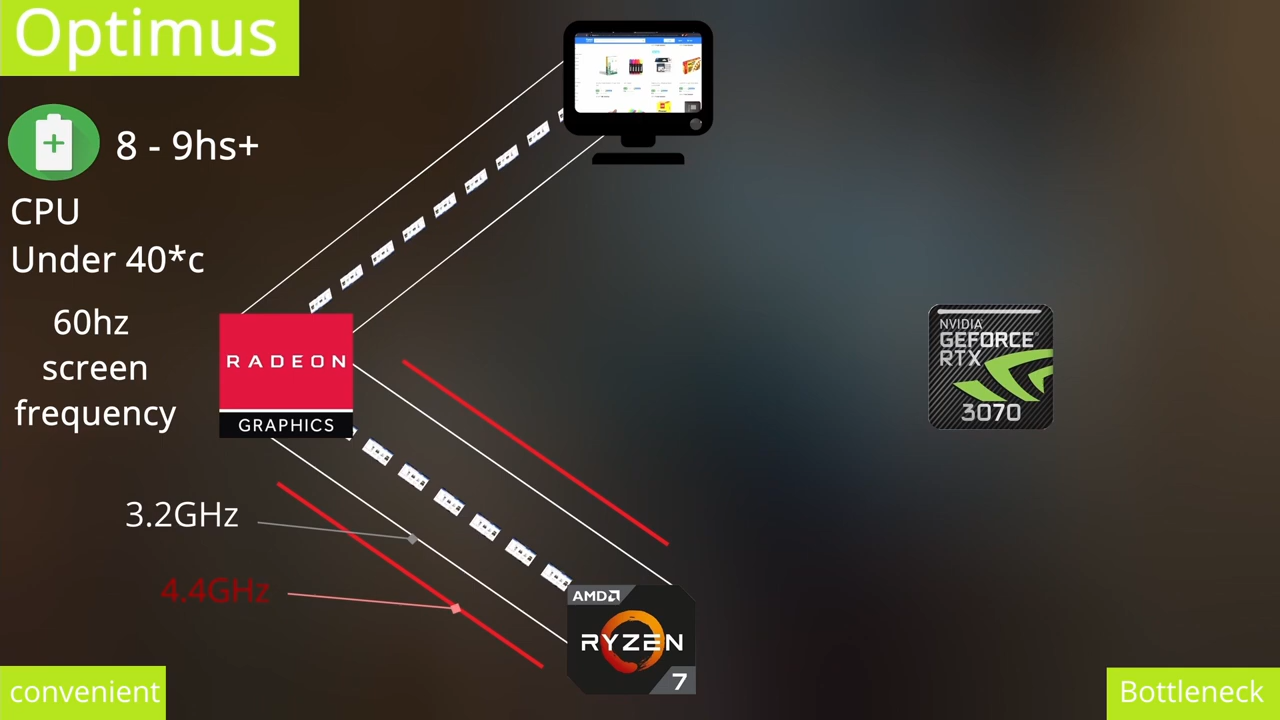 Optimus
8 - 9hs+
CPU
Under 40*c
60hz
screen
frequency
RADEON
GRAPHICS
NVIDIA
GEFORCE
RTX
3070
3.2GHz
4.4GHz
AMD
RYZEN
7
convenient
Bottleneck